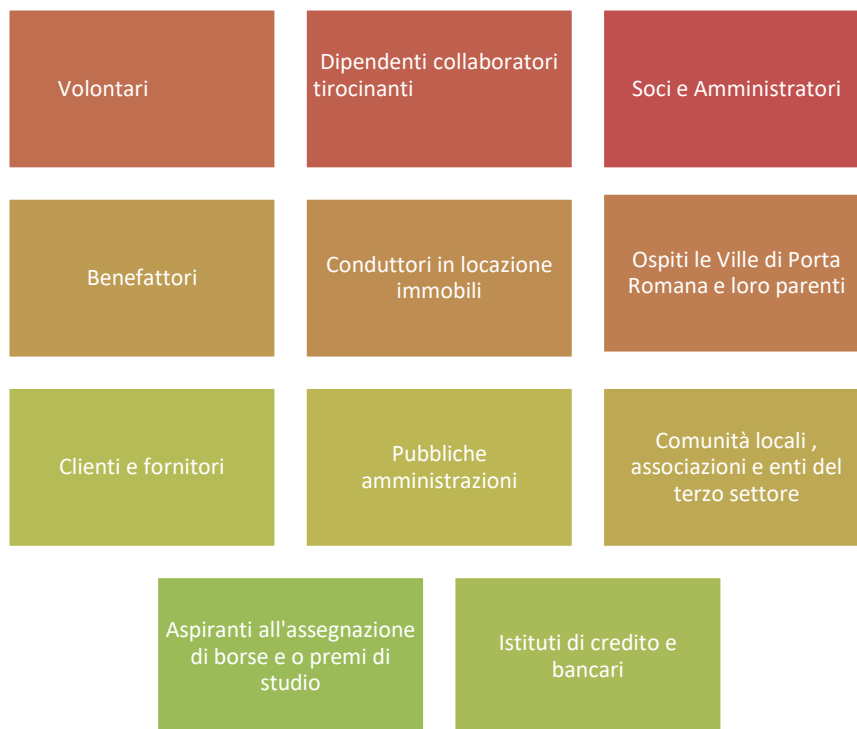 Volontari
Dipendenti collaboratori
tirocinanti
Soci e Amministratori
Benefattori
Conduttori in locazione
immobili
Ospiti le Ville di Porta
Romana e loro parenti
Clienti e fornitori
Pubbliche
amministrazioni
Comunità locali ,
associazioni e enti del
terzo settore
Aspiranti all'assegnazione
di borse e o premi di
studio
Istituti di credito e
bancari